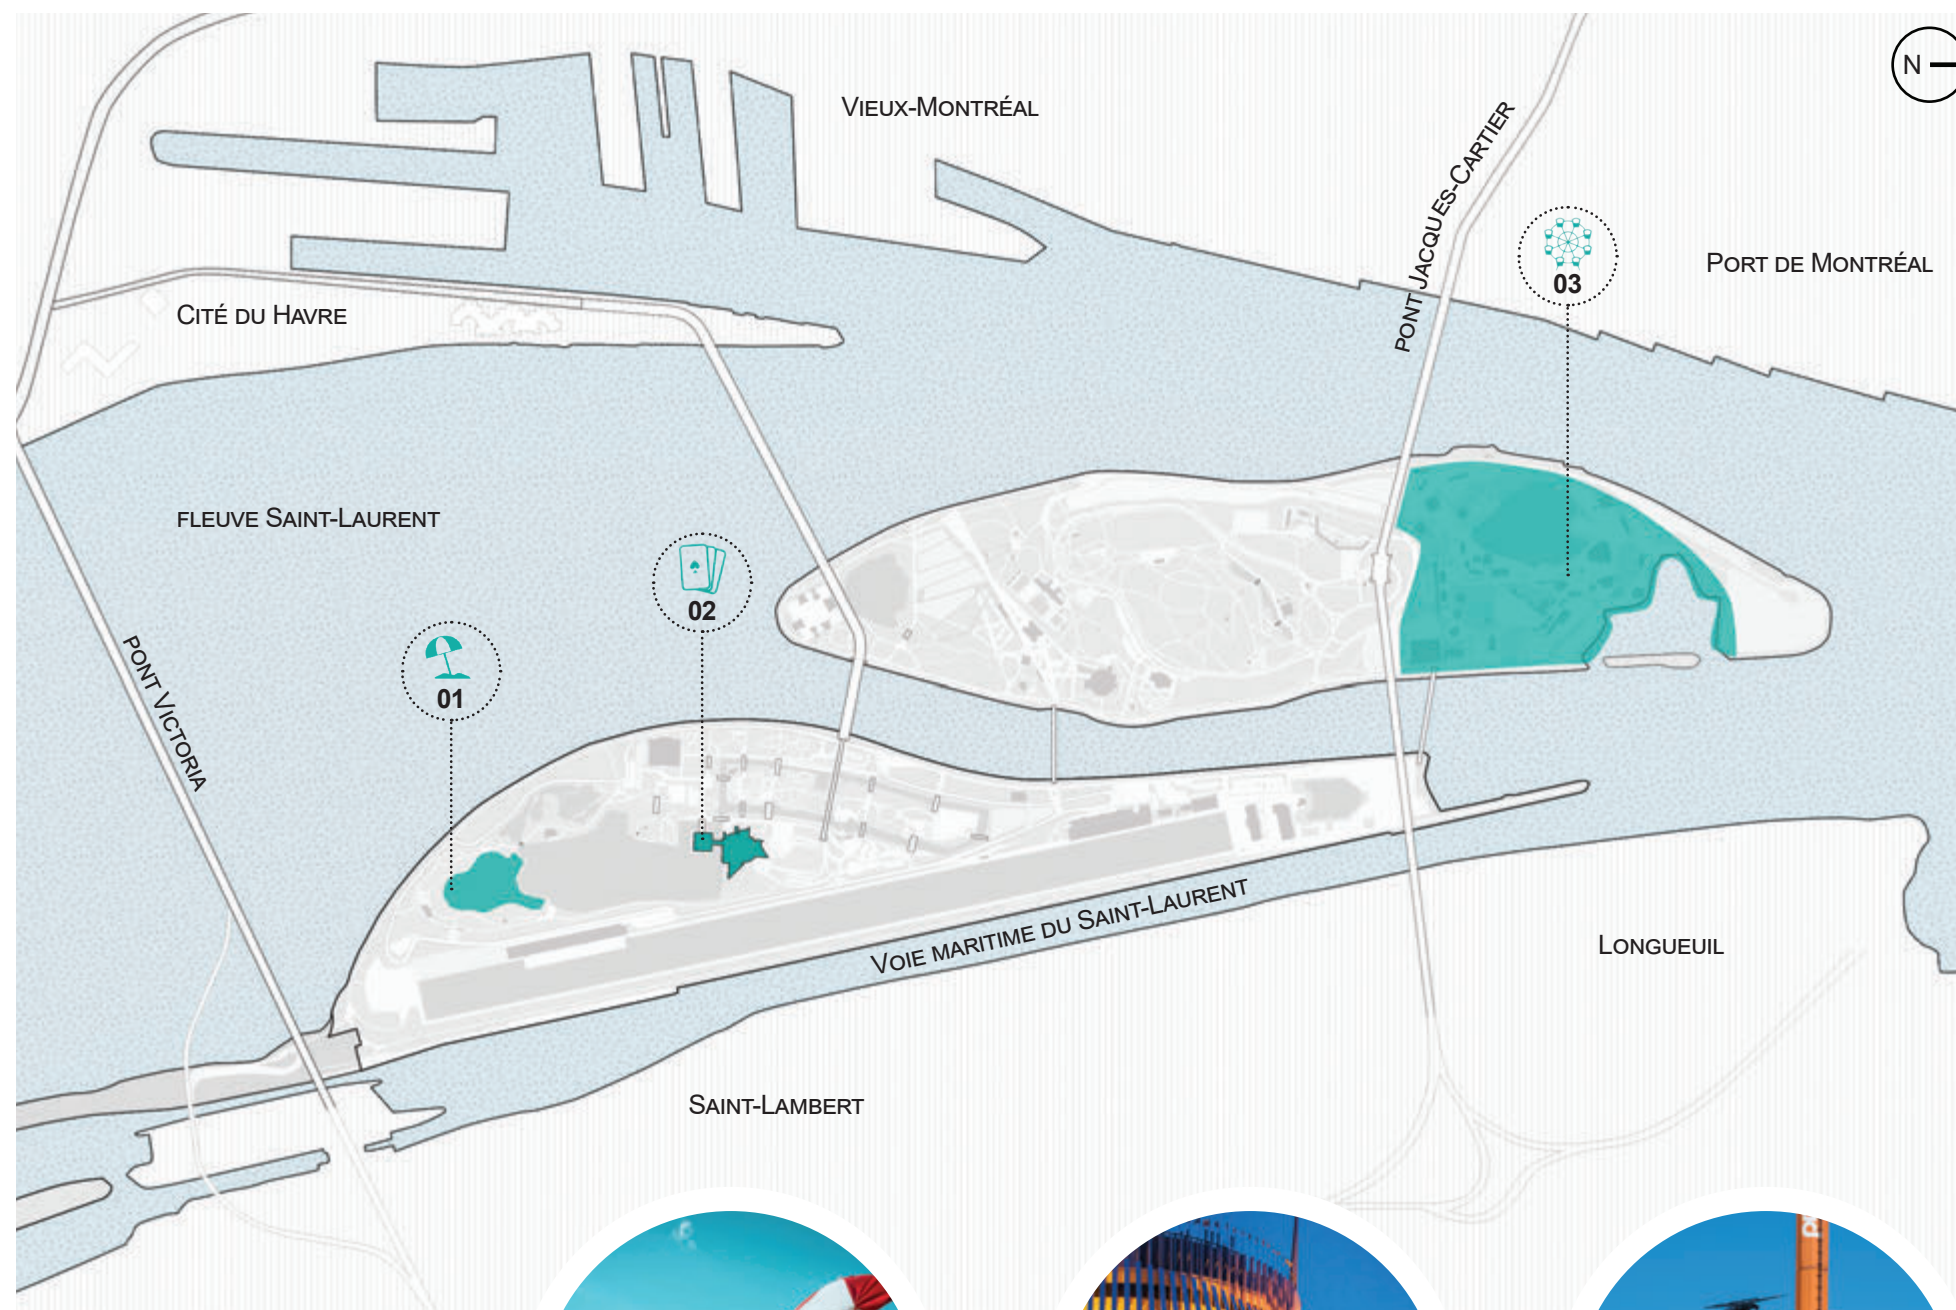 N
VIEUX-MONTRÉAL
PONT JACQUES-CARTIER
03
PORT DE MONTRÉAL
CITÉ DU HAVRE
FLEUVE SAINT-LAURENT
02
01
PONT VICTORIA
VOIE MARITIME DU SAINT-LAURENT
LONGUEUIL
SAINT-LAMBERT